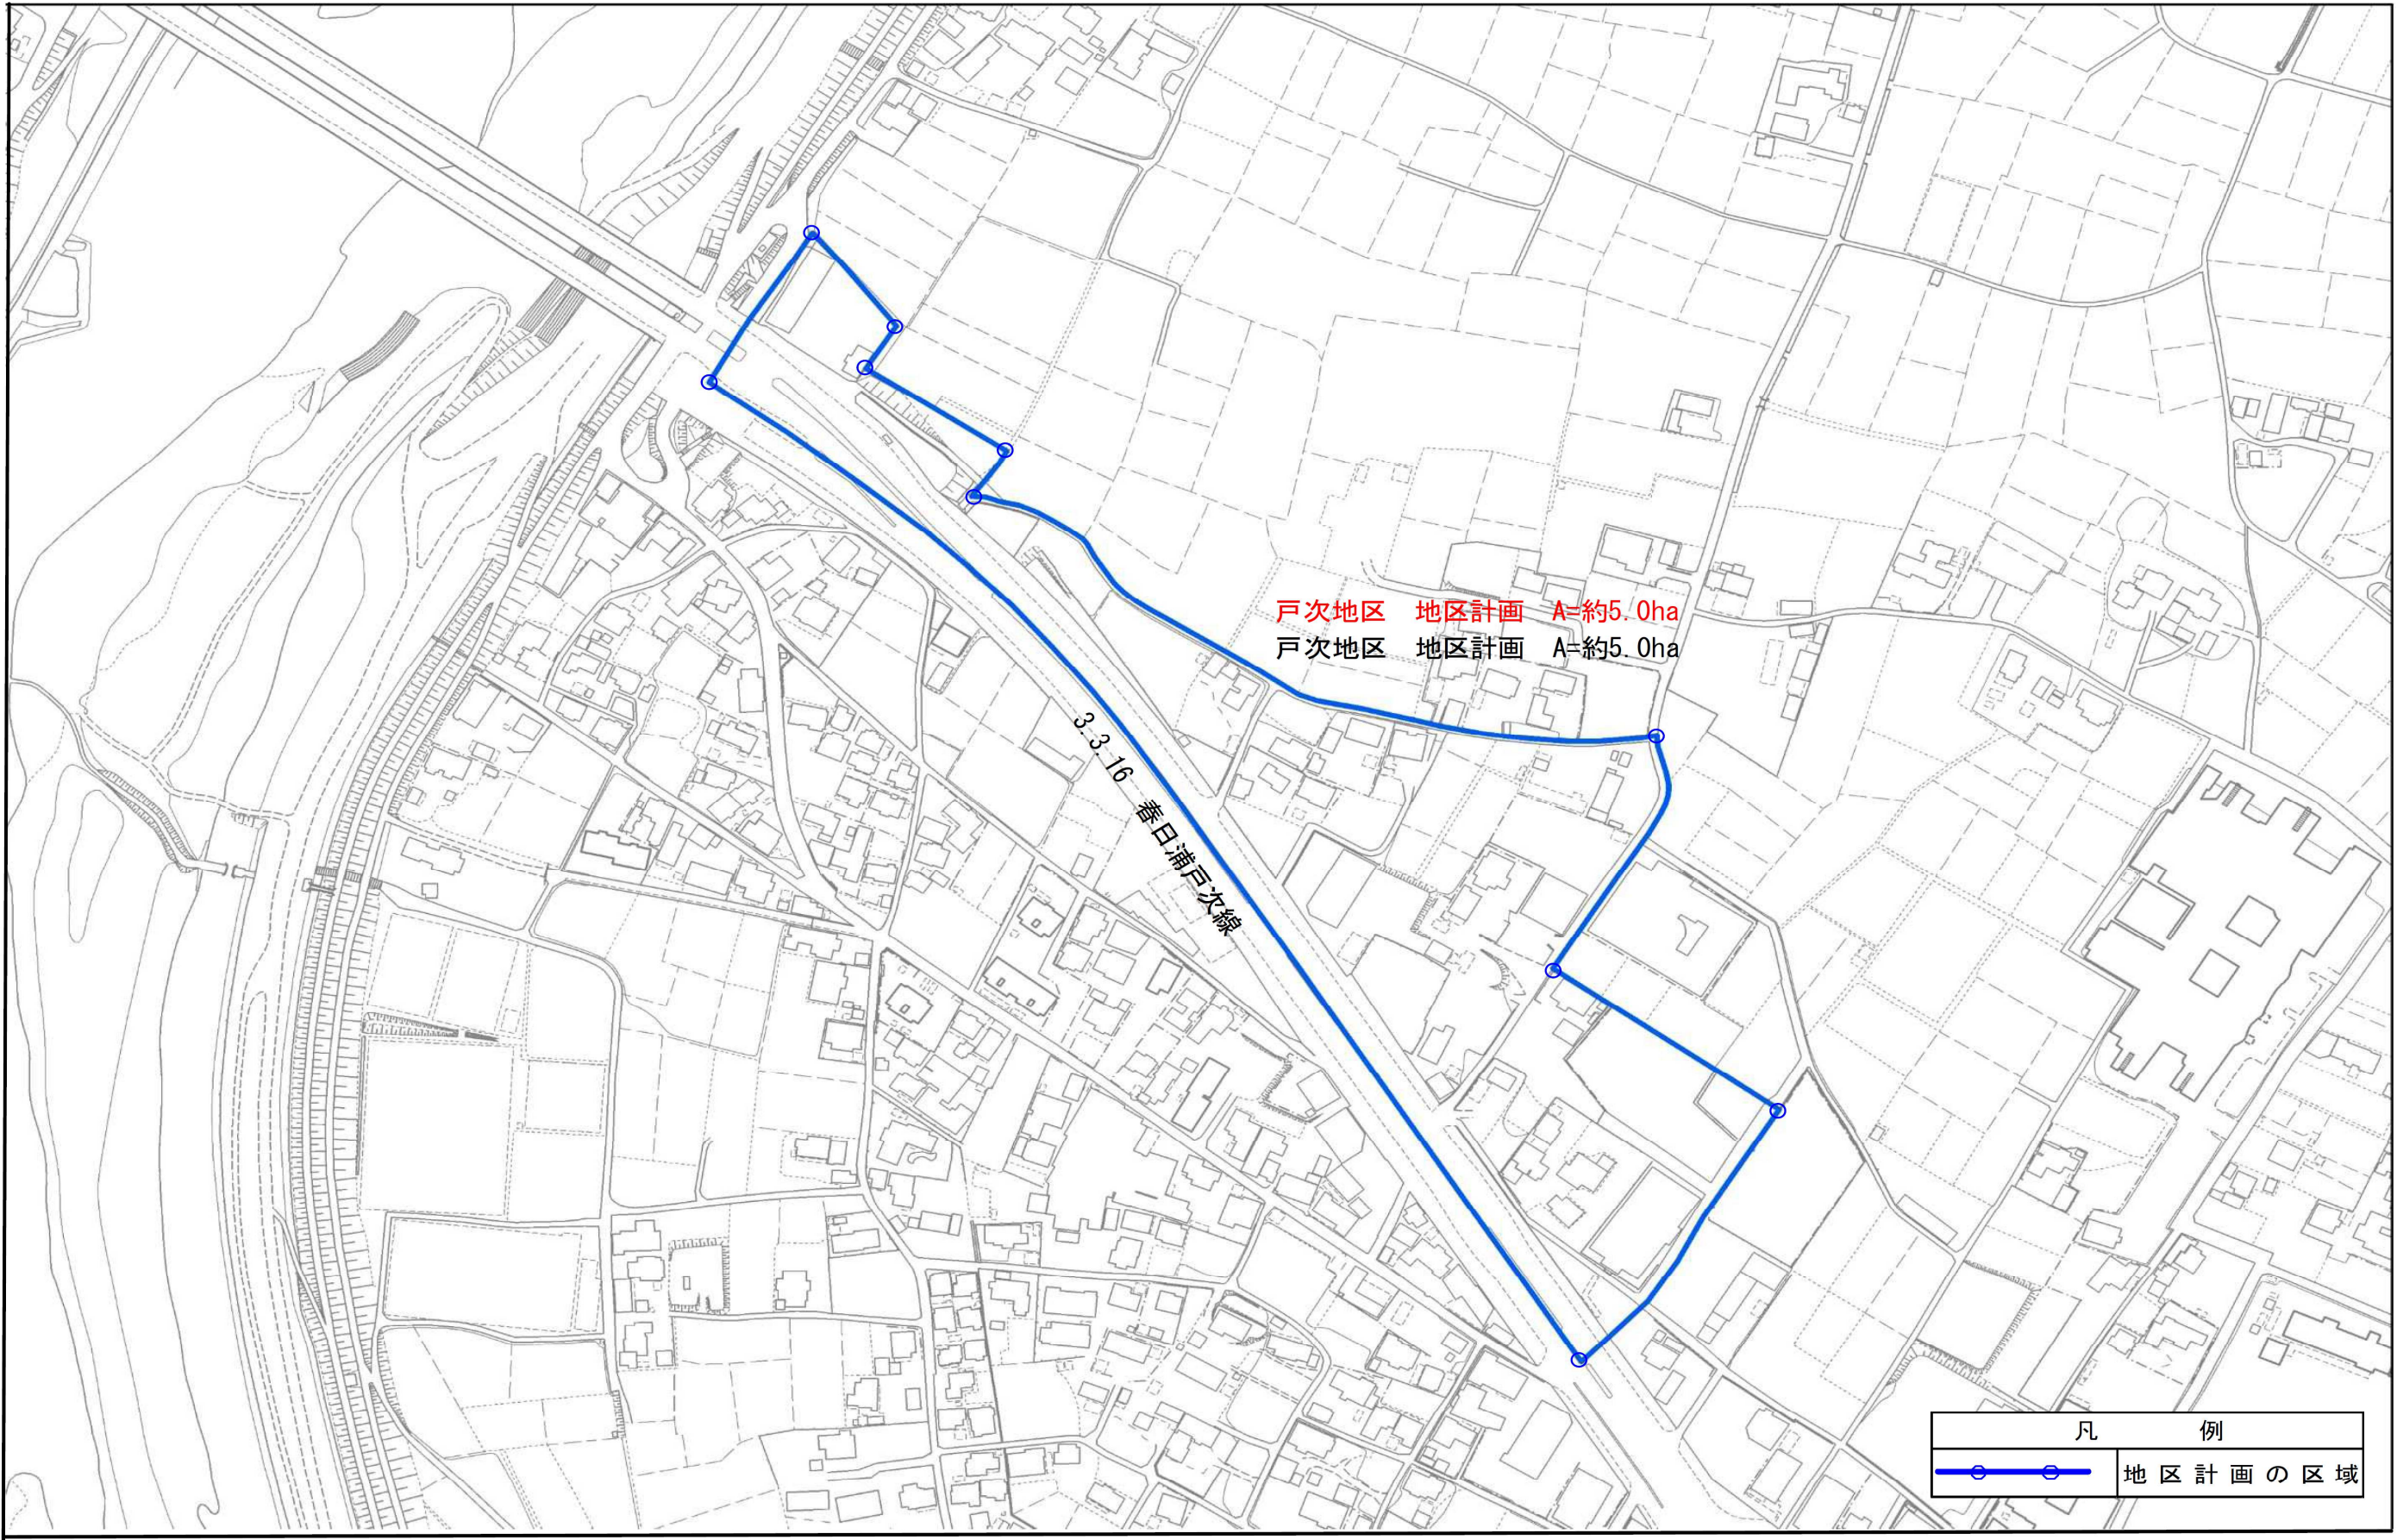 戸次地区　地区計画　A=約5.0ha
戸次地区　地区計画　A=約5.0ha
3.3.16　春日浦戸次線
凡　例
地区計画の区域